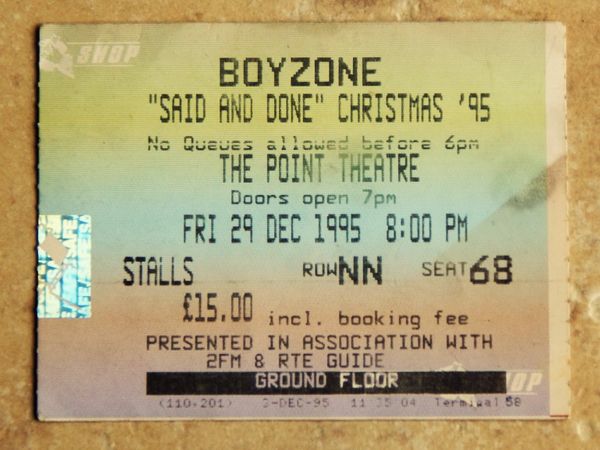 SHOP
BOYZONE
"SAID AND DONE" CHRISTMAS '95
No Queues allowed before 6pm
THE POINT THEATRE
Doors open 7pm
FRI 29 DEC 1995 8:00 PM
STALLS ROW NN SEAT 68
£15.00 incl. booking fee
PRESENTED IN ASSOCIATION WITH
2FM & RTE GUIDE
GROUND FLOOR
(110.201) 3-DEC-95 11 35 04 Terminal 58